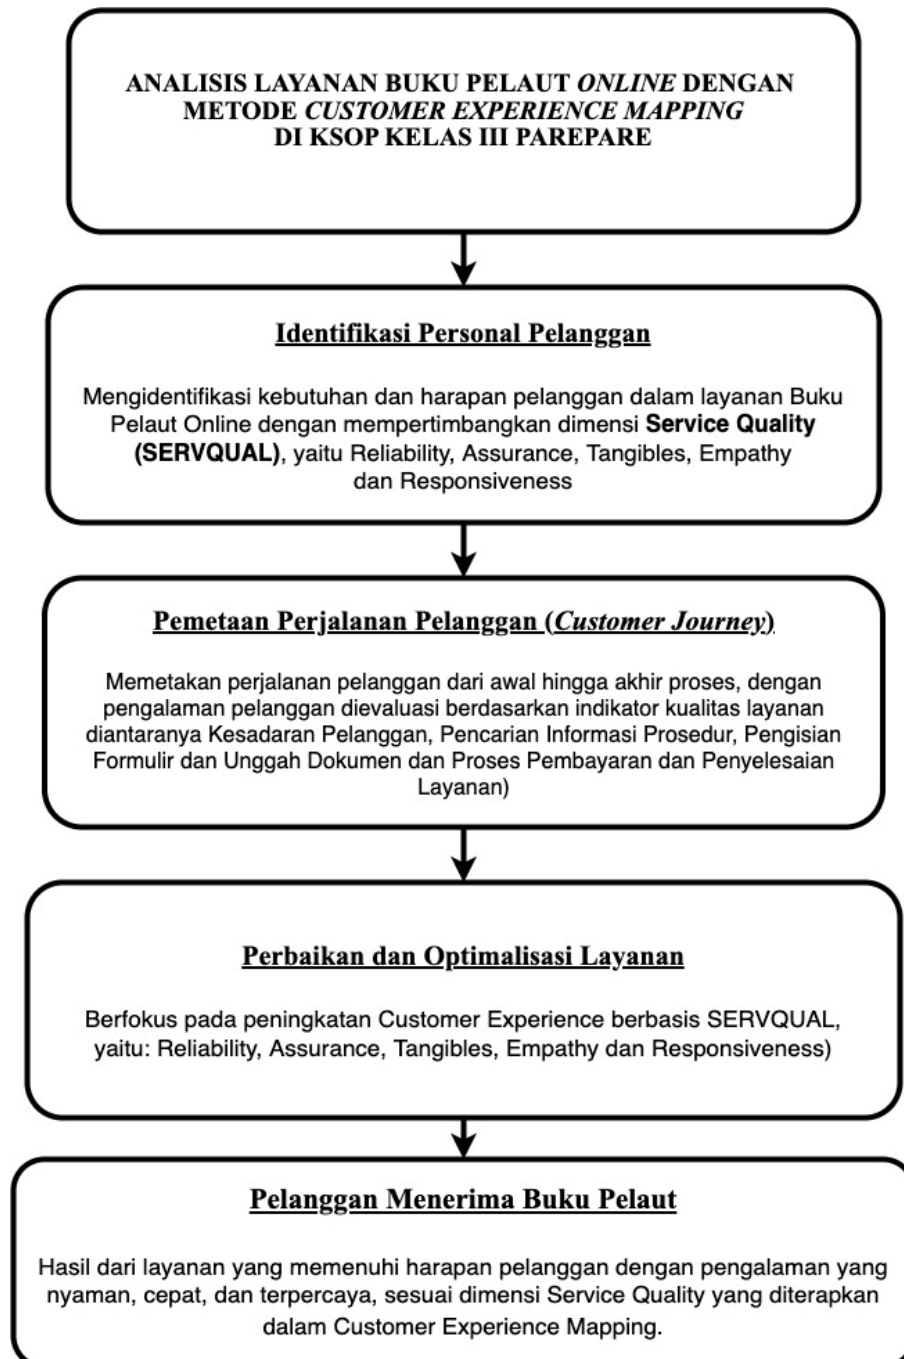 ANALISIS LAYANAN BUKU PELAUT ONLINE DENGAN
METODE CUSTOMER EXPERIENCE MAPPING
DI KSOP KELAS III PAREPARE
Identifikasi Personal Pelanggan
Mengidentifikasi kebutuhan dan harapan pelanggan dalam layanan Buku
Pelaut Online dengan mempertimbangkan dimensi Service Quality
(SERVQUAL), yaitu Reliability, Assurance, Tangibles, Empathy
dan Responsiveness
Pemetaan Perjalanan Pelanggan (Customer Journey)
Memetakan perjalanan pelanggan dari awal hingga akhir proses, dengan
pengalaman pelanggan dievaluasi berdasarkan indikator kualitas layanan
diantaranya Kesadaran Pelanggan, Pencarian Informasi Prosedur, Pengisian
Formulir dan Unggah Dokumen dan Proses Pembayaran dan Penyelesaian
Layanan)
Perbaikan dan Optimalisasi Layanan
Berfokus pada peningkatan Customer Experience berbasis SERVQUAL,
yaitu: Reliability, Assurance, Tangibles, Empathy dan Responsiveness)
Pelanggan Menerima Buku Pelaut
Hasil dari layanan yang memenuhi harapan pelanggan dengan pengalaman yang
nyaman, cepat, dan terpercaya, sesuai dimensi Service Quality yang diterapkan
dalam Customer Experience Mapping.